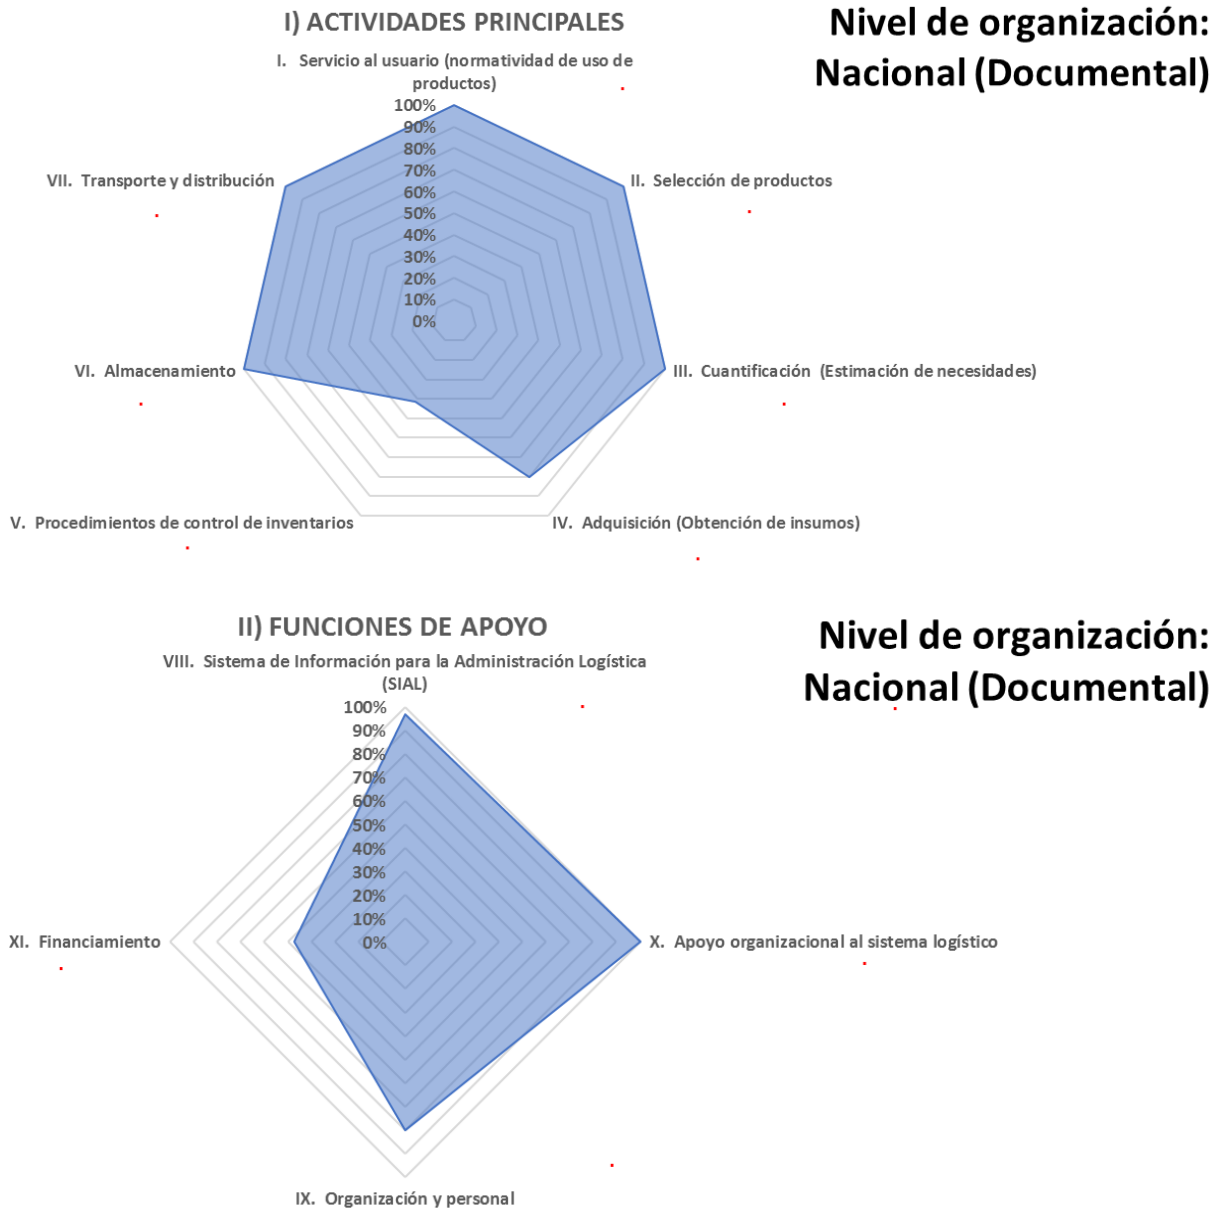 I) ACTIVIDADES PRINCIPALES
Nivel de organización:
Nacional (Documental)
I. Servicio al usuario (normatividad de uso de
productos)
100%
90%
80%
70%
60%
50%
40%
30%
20%
10%
0%
VII. Transporte y distribución
II. Selección de productos
VI. Almacenamiento
III. Cuantificación (Estimación de necesidades)
V. Procedimientos de control de inventarios
IV. Adquisición (Obtención de insumos)
II) FUNCIONES DE APOYO
Nivel de organización:
Nacional (Documental)
VIII. Sistema de Información para la Administración Logística
(SIAL)
100%
90%
80%
70%
60%
50%
40%
30%
20%
10%
0%
XI. Financiamiento
X. Apoyo organizacional al sistema logístico
IX. Organización y personal